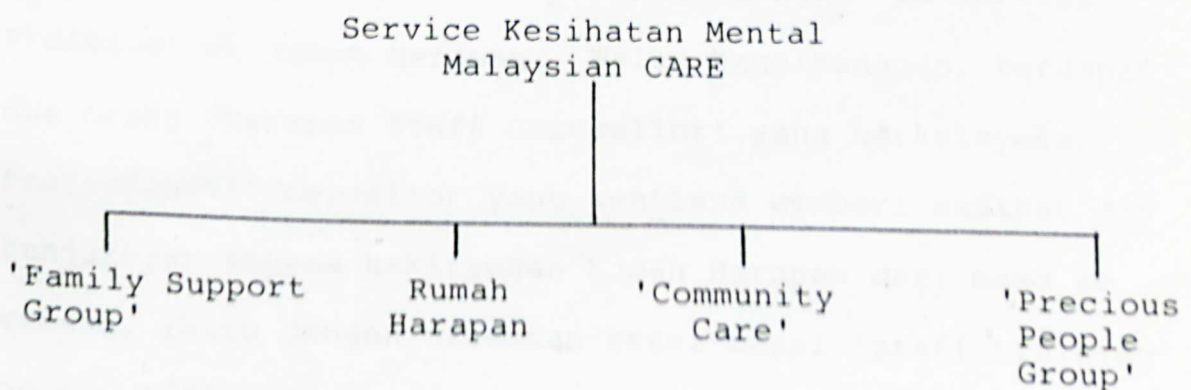 Service Kesihatan Mental
Malaysian CARE
'Family Support
Group'
Rumah
Harapan
'Community
Care'
'Precious
People
Group'